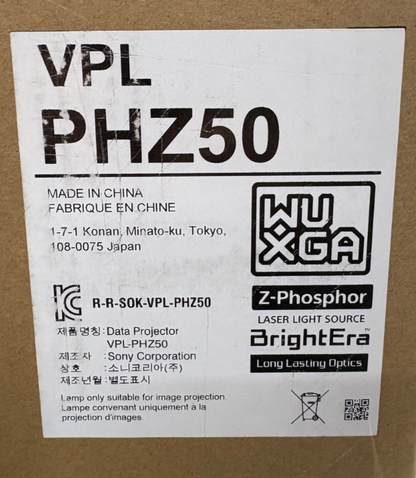 VPL
PHZ50
MADE IN CHINA
FABRIQUE EN CHINE
1-7-1 Konan, Minato-ku, Tokyo,
108-0075 Japan
WU
XGA
R-R-SOK-VPL-PHZ50
Z-Phosphor
LASER LIGHT SOURCE
BrightEra™
Long Lasting Optics
제품명칭: Data Projector
VPL-PHZ50
제조자 : Sony Corporation
상호 : 소니코리아(주)
제조년월: 별도표시
Lamp only suitable for image projection.
Lampe convenant uniquement à la
projection d'images.